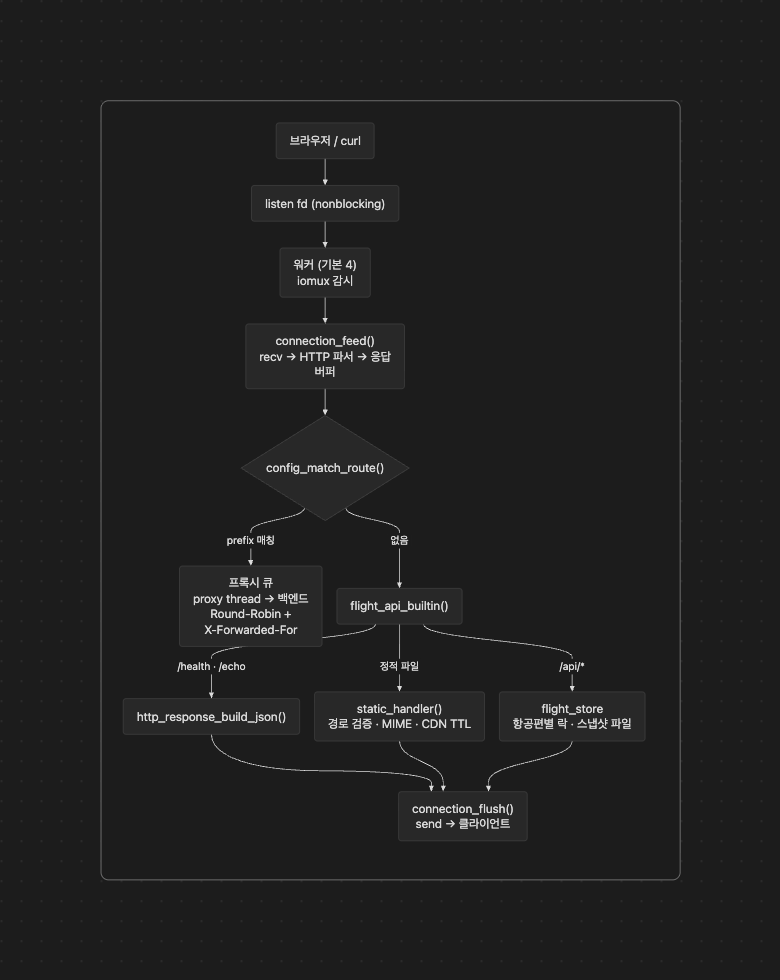 브라우저 / curl
listen fd (nonblocking)
워커 (기본 4)
iomux 감시
connection_feed()
recv → HTTP 파서 → 응답
버퍼
config_match_route()
prefix 매칭
없음
프록시 큐
proxy thread → 백엔드
Round-Robin +
X-Forwarded-For
flight_api_builtin()
/health · /echo
정적 파일
/api/*
http_response_build_json()
static_handler()
경로 검증 · MIME · CDN TTL
flight_store
항공편별 락 · 스냅샷 파일
connection_flush()
send → 클라이언트